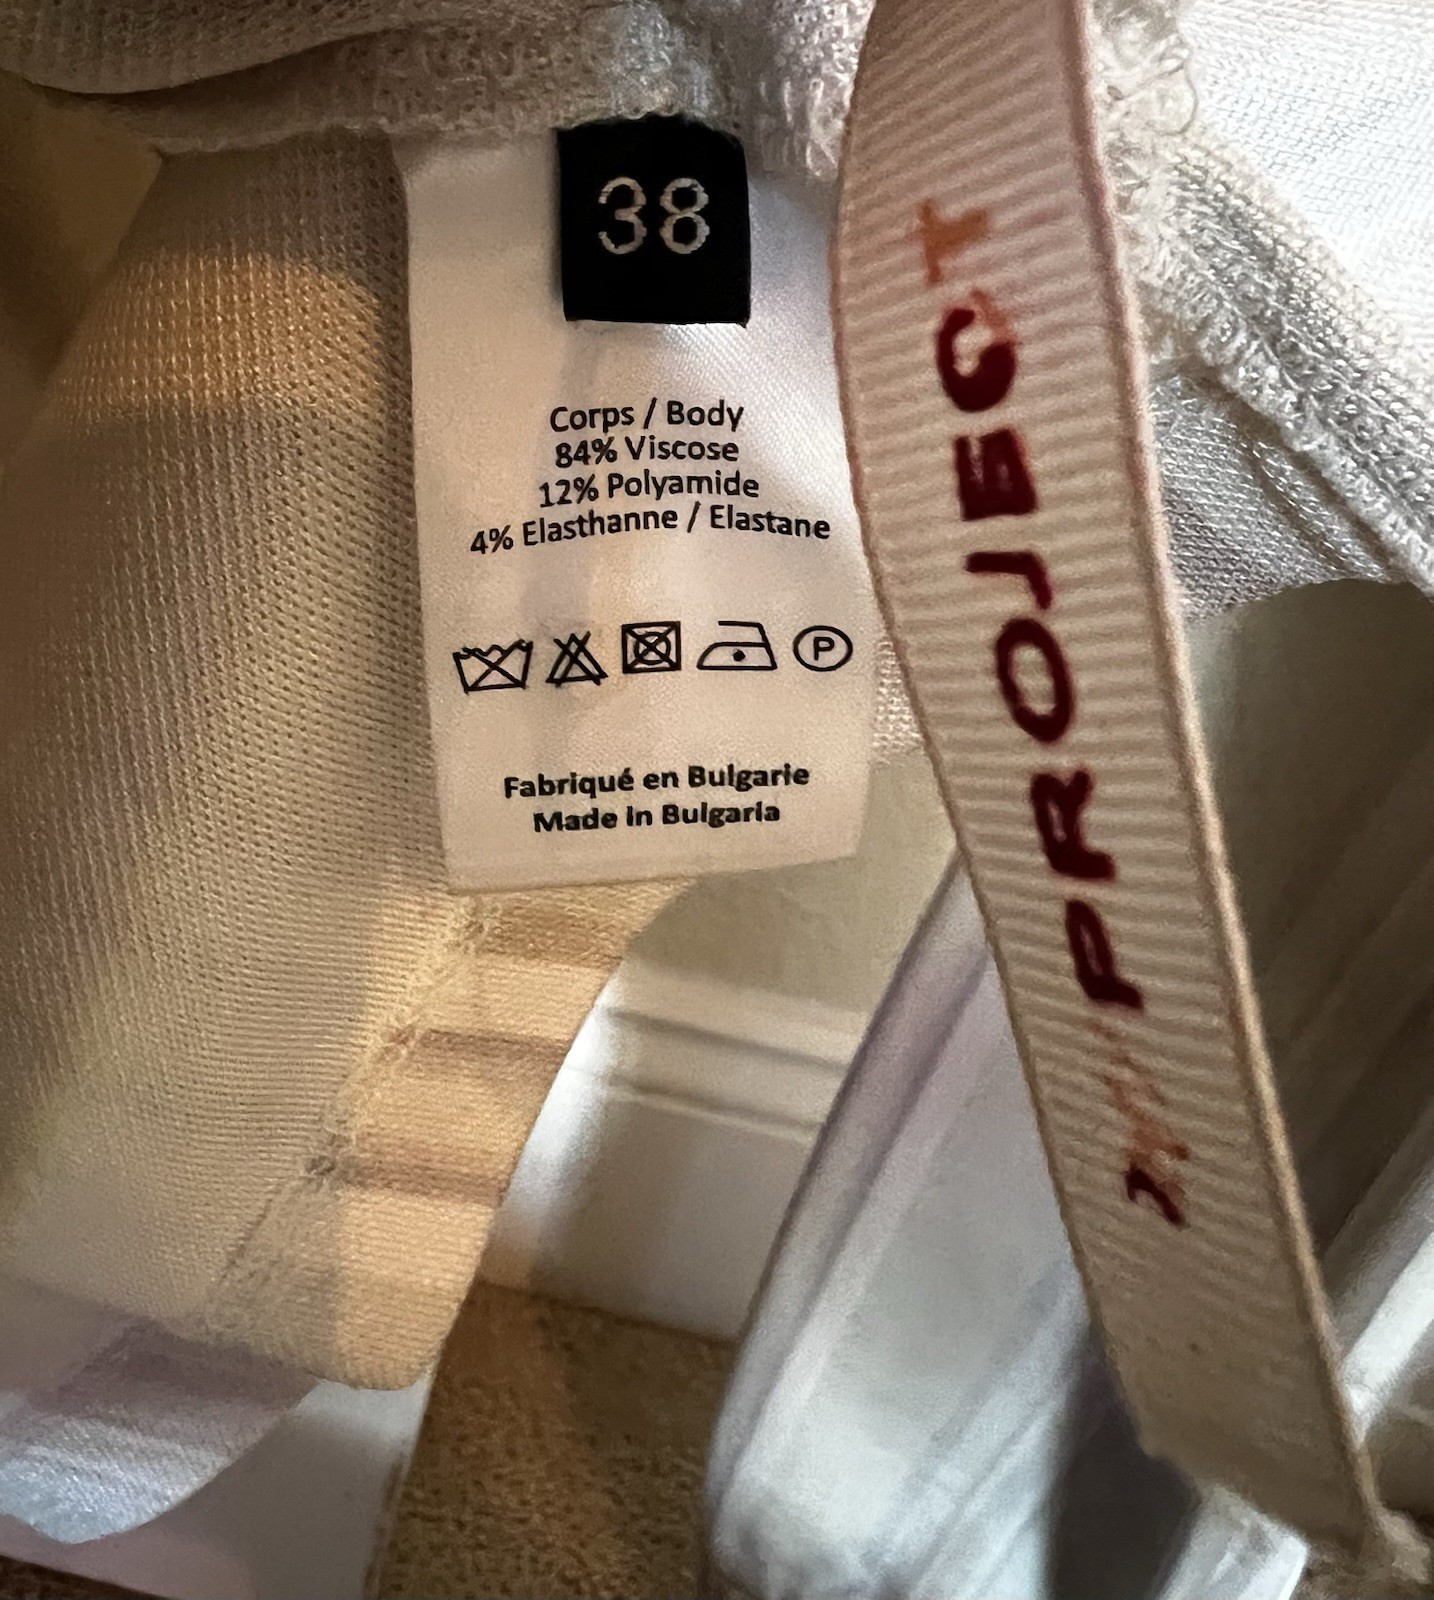 38
Corps / Body
84% Viscose
12% Polyamide
4% Elasthanne / Elastane
P
Fabriqué en Bulgarie
Made in Bulgaria
PROJECT